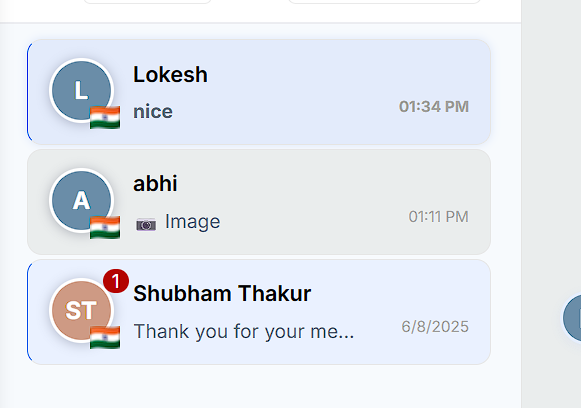 L
Lokesh
nice
01:34 PM
A
abhi
Image
01:11 PM
ST
1
Shubham Thakur
Thank you for your me...
6/8/2025